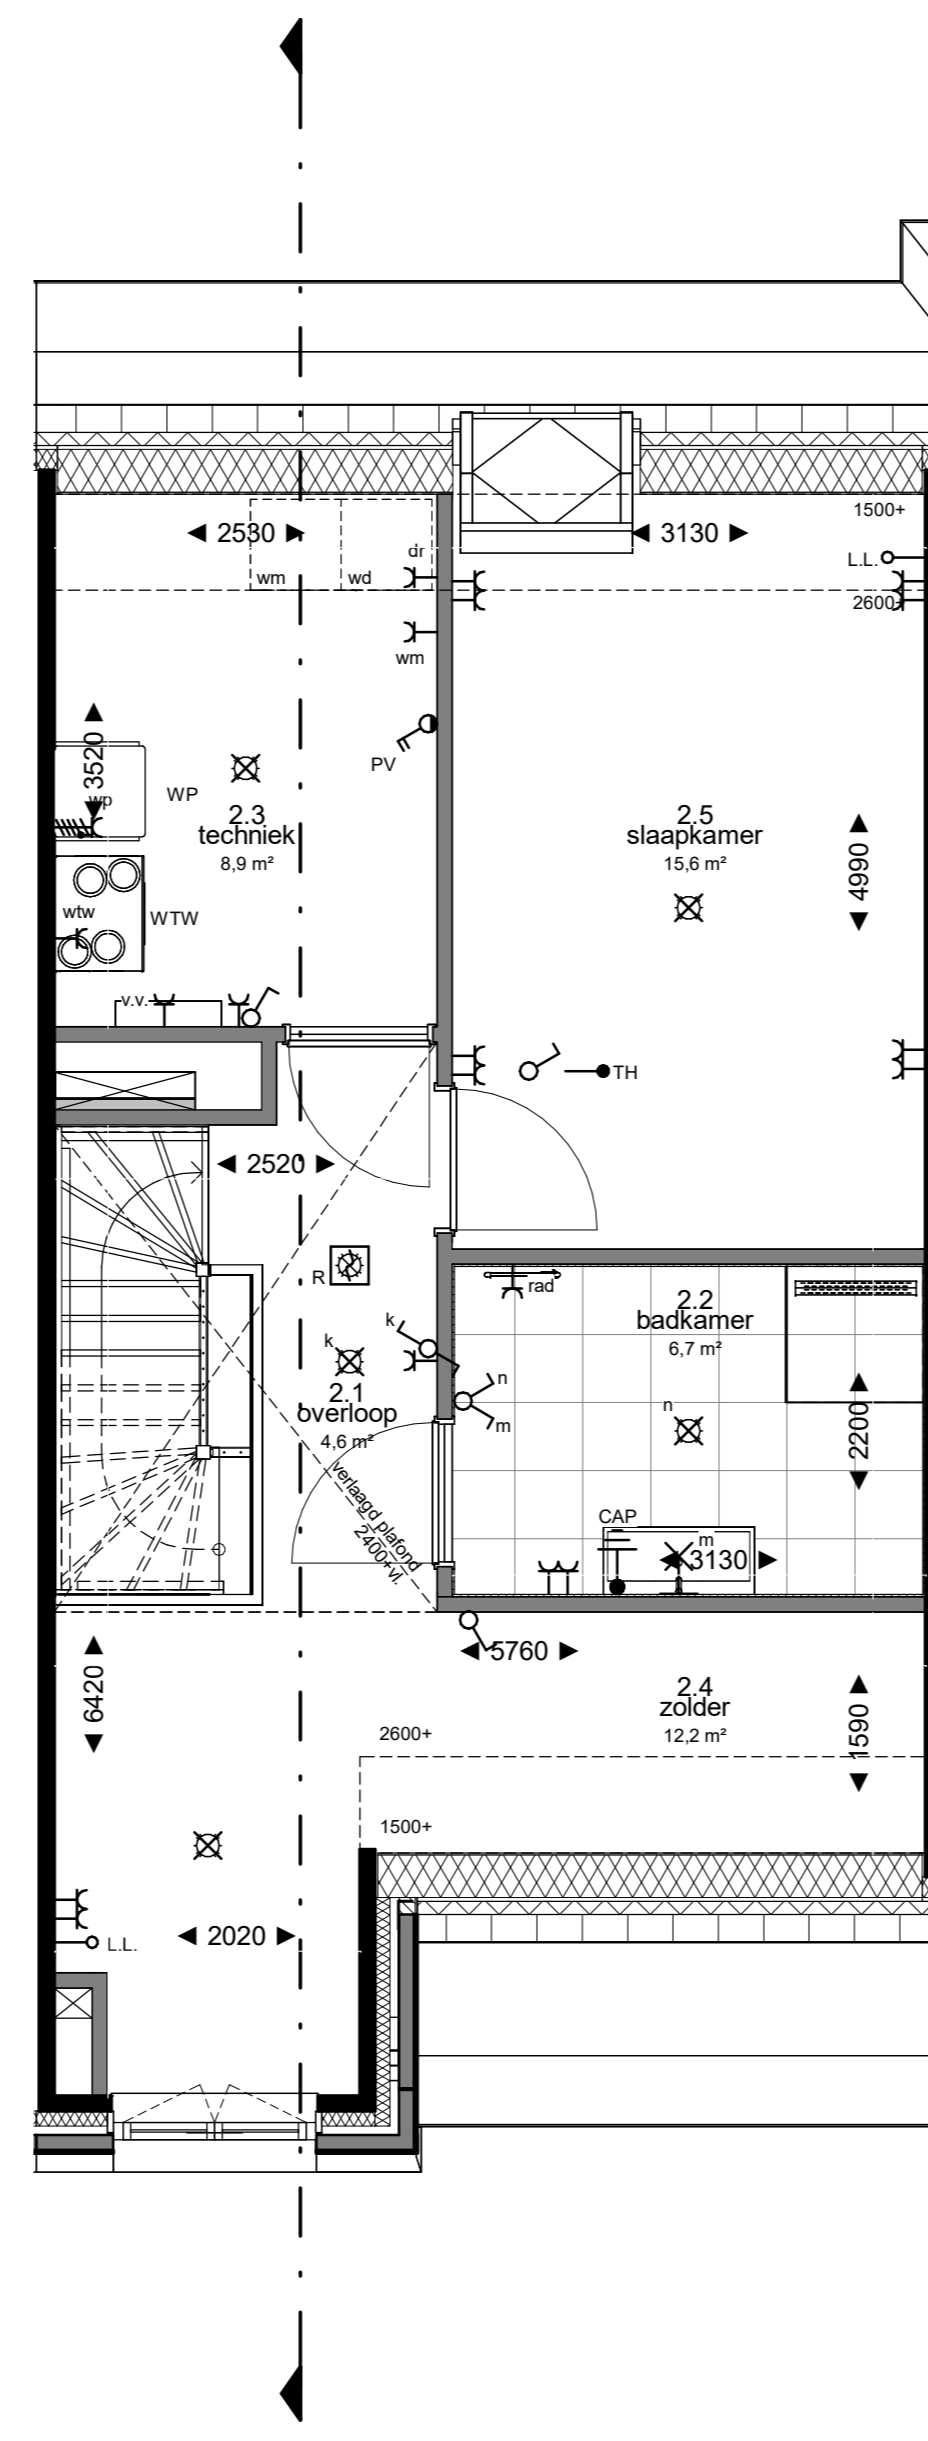 1500+
2530
3130
dr
L.L.
wm
wd
2600+
wm
3520
PV
wp
WP
2.3
techniek
8,9 m²
2.5
slaapkamer
15,6 m²
4990
wtw
WTW
v.v.
TH
2520
R
rad
2.2
badkamer
6,7 m²
k
k
n
m
n
2.1
overloop
4,6 m²
2200
verlaagd plafond
2400+vl.
CAP
m
3130
5760
6420
2.4
zolder
12,2 m²
1590
2600+
1500+
2020
L.L.